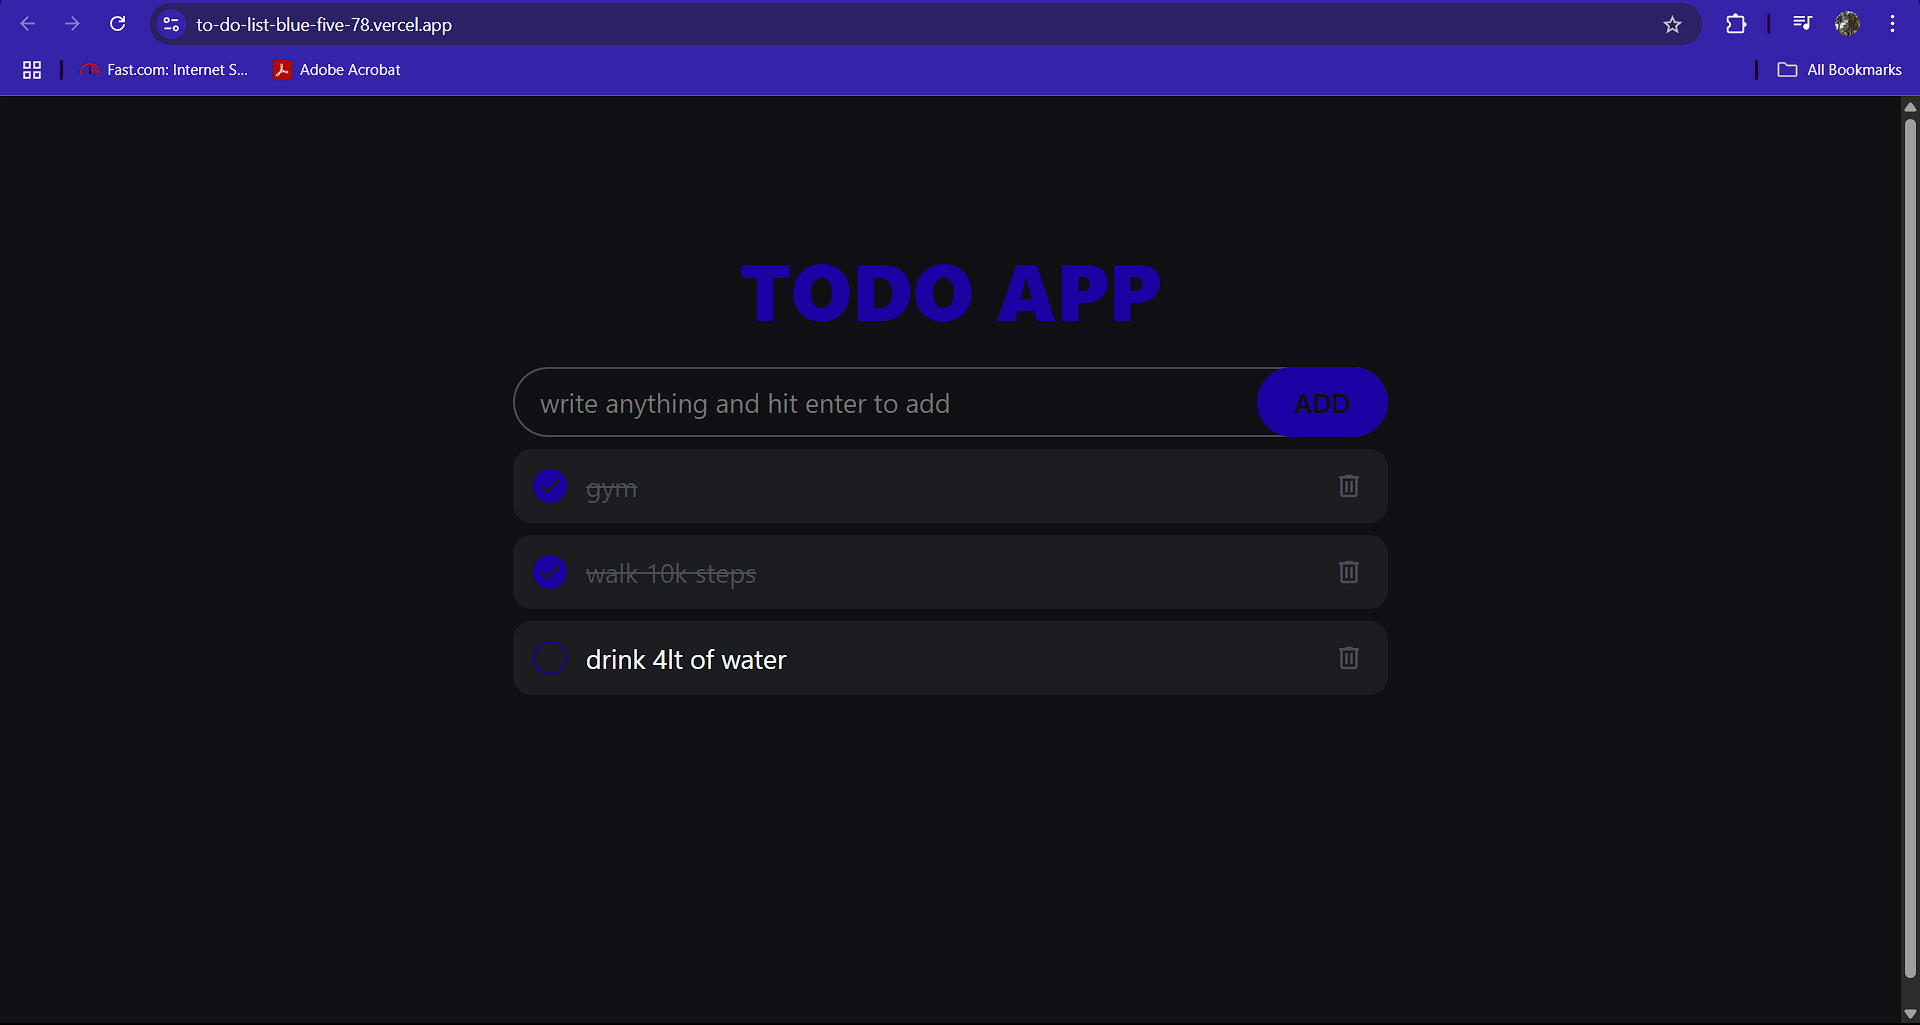 to-do-list-blue-five-78.vercel.app
Fast.com: Internet S...
Adobe Acrobat
All Bookmarks
TODO APP
write anything and hit enter to add
ADD
gym
walk 10k steps
drink 4lt of water